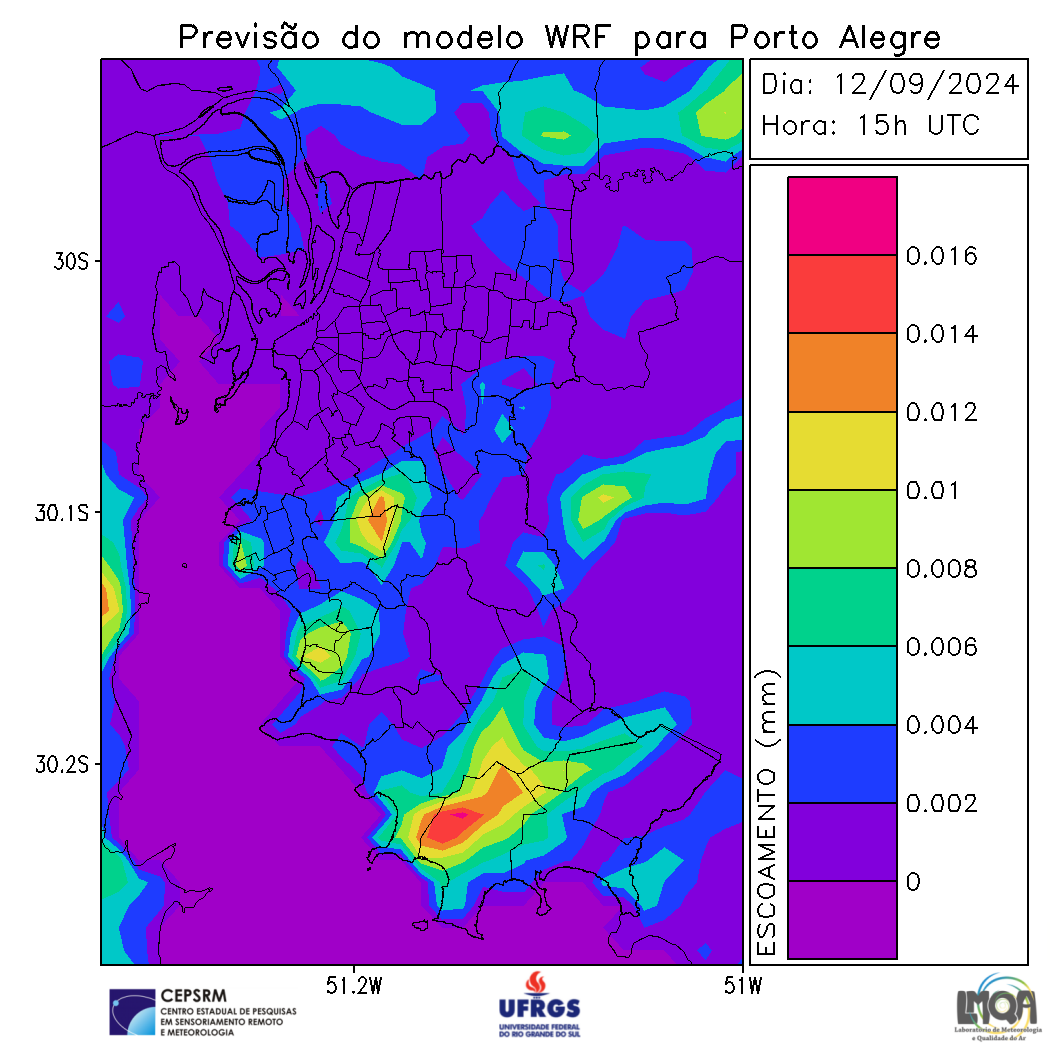 Previsão do modelo WRF para Porto Alegre
Dia: 12/09/2024
Hora: 15h UTC
30S
30.1S
30.2S
51.2W
51W
ESCOAMENTO (mm)
0.016
0.014
0.012
0.01
0.008
0.006
0.004
0.002
0
CEPSRM
CENTRO ESTADUAL DE PESQUISAS
EM SENSORIAMENTO REMOTO
E METEOROLOGIA
UFRGS
UNIVERSIDADE FEDERAL
DO RIO GRANDE DO SUL
LMQA
Laboratório de Meteorologia
e Qualidade do Ar